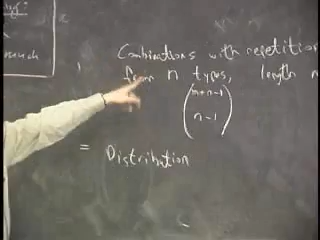 Combinations with repetition
from n types, length n
(m+n-1
n-1)
= Distribution